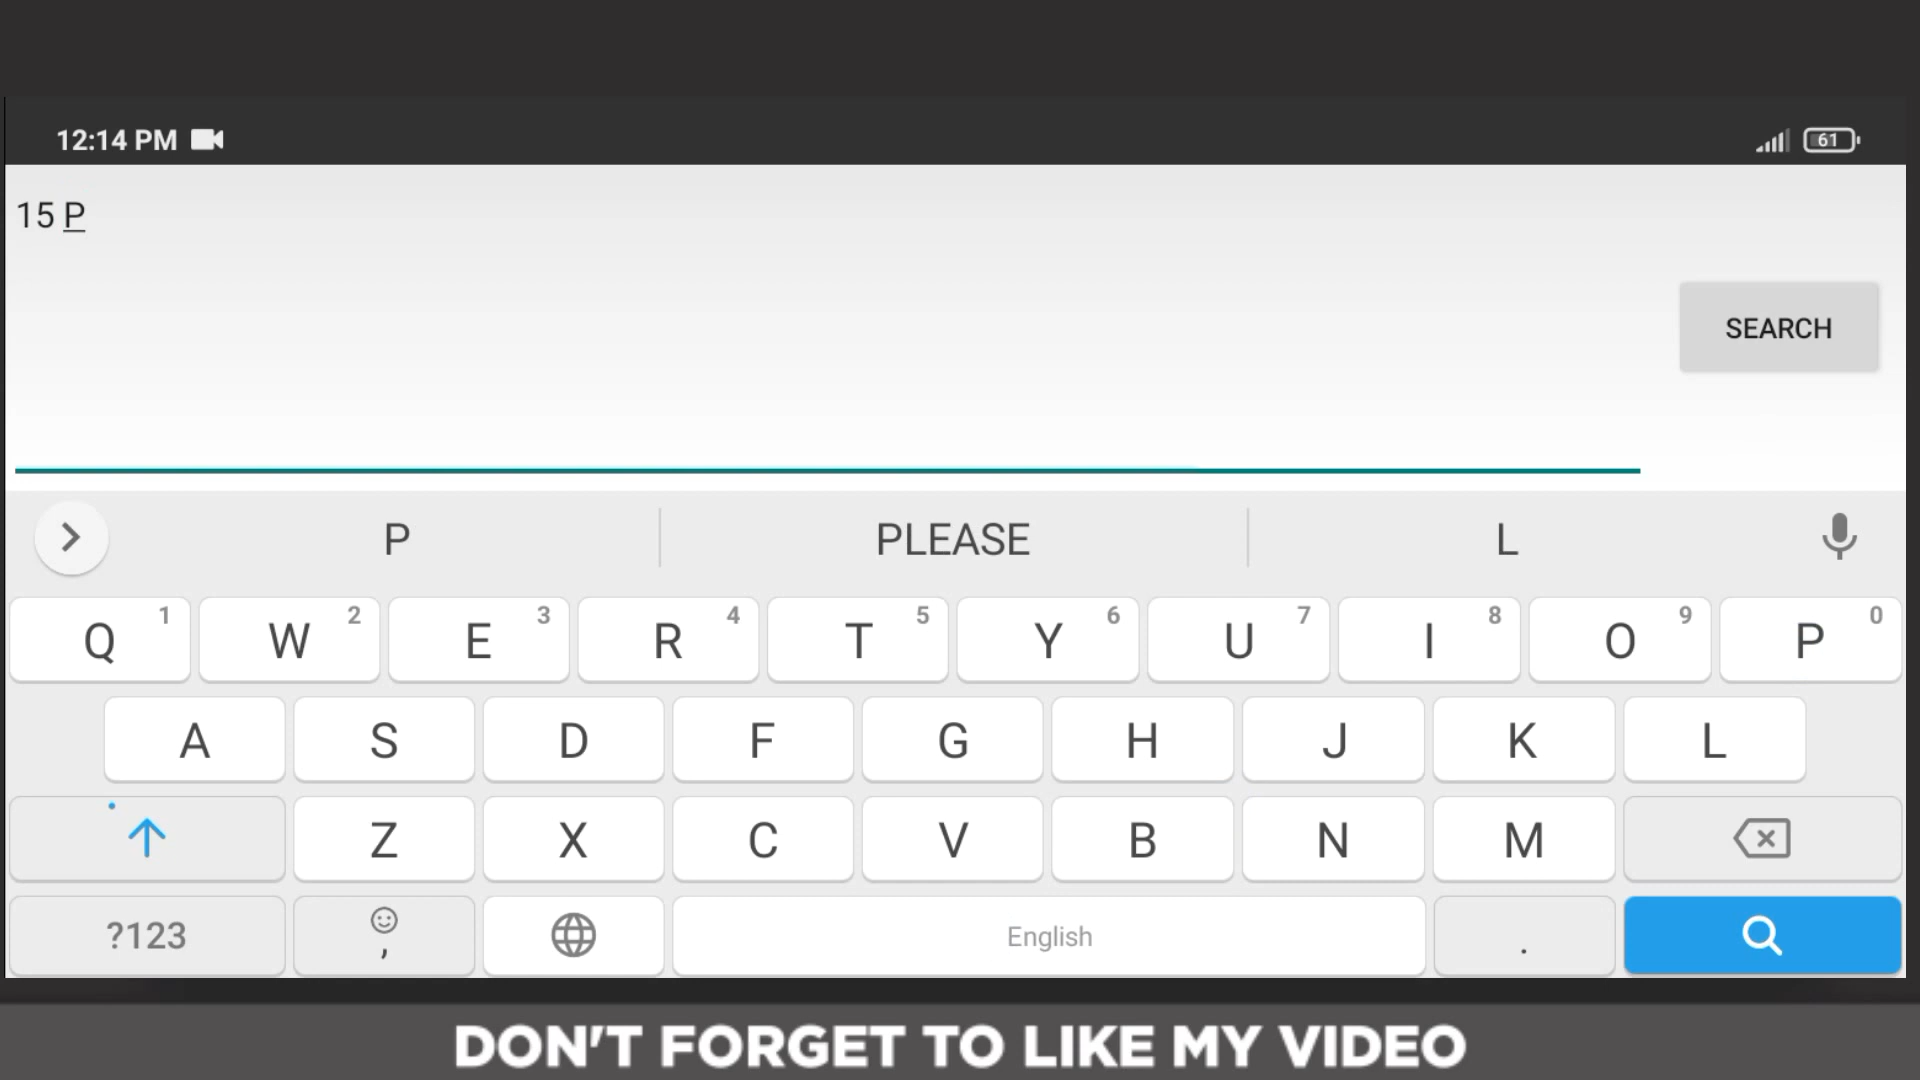 12:14 PM 61
15 P
SEARCH
P PLEASE L
Q 1 W 2 E 3 R 4 T 5 Y 6 U 7 I 8 O 9 P 0
A S D F G H J K L
Z X C V B N M
?123 , English .
DON'T FORGET TO LIKE MY VIDEO